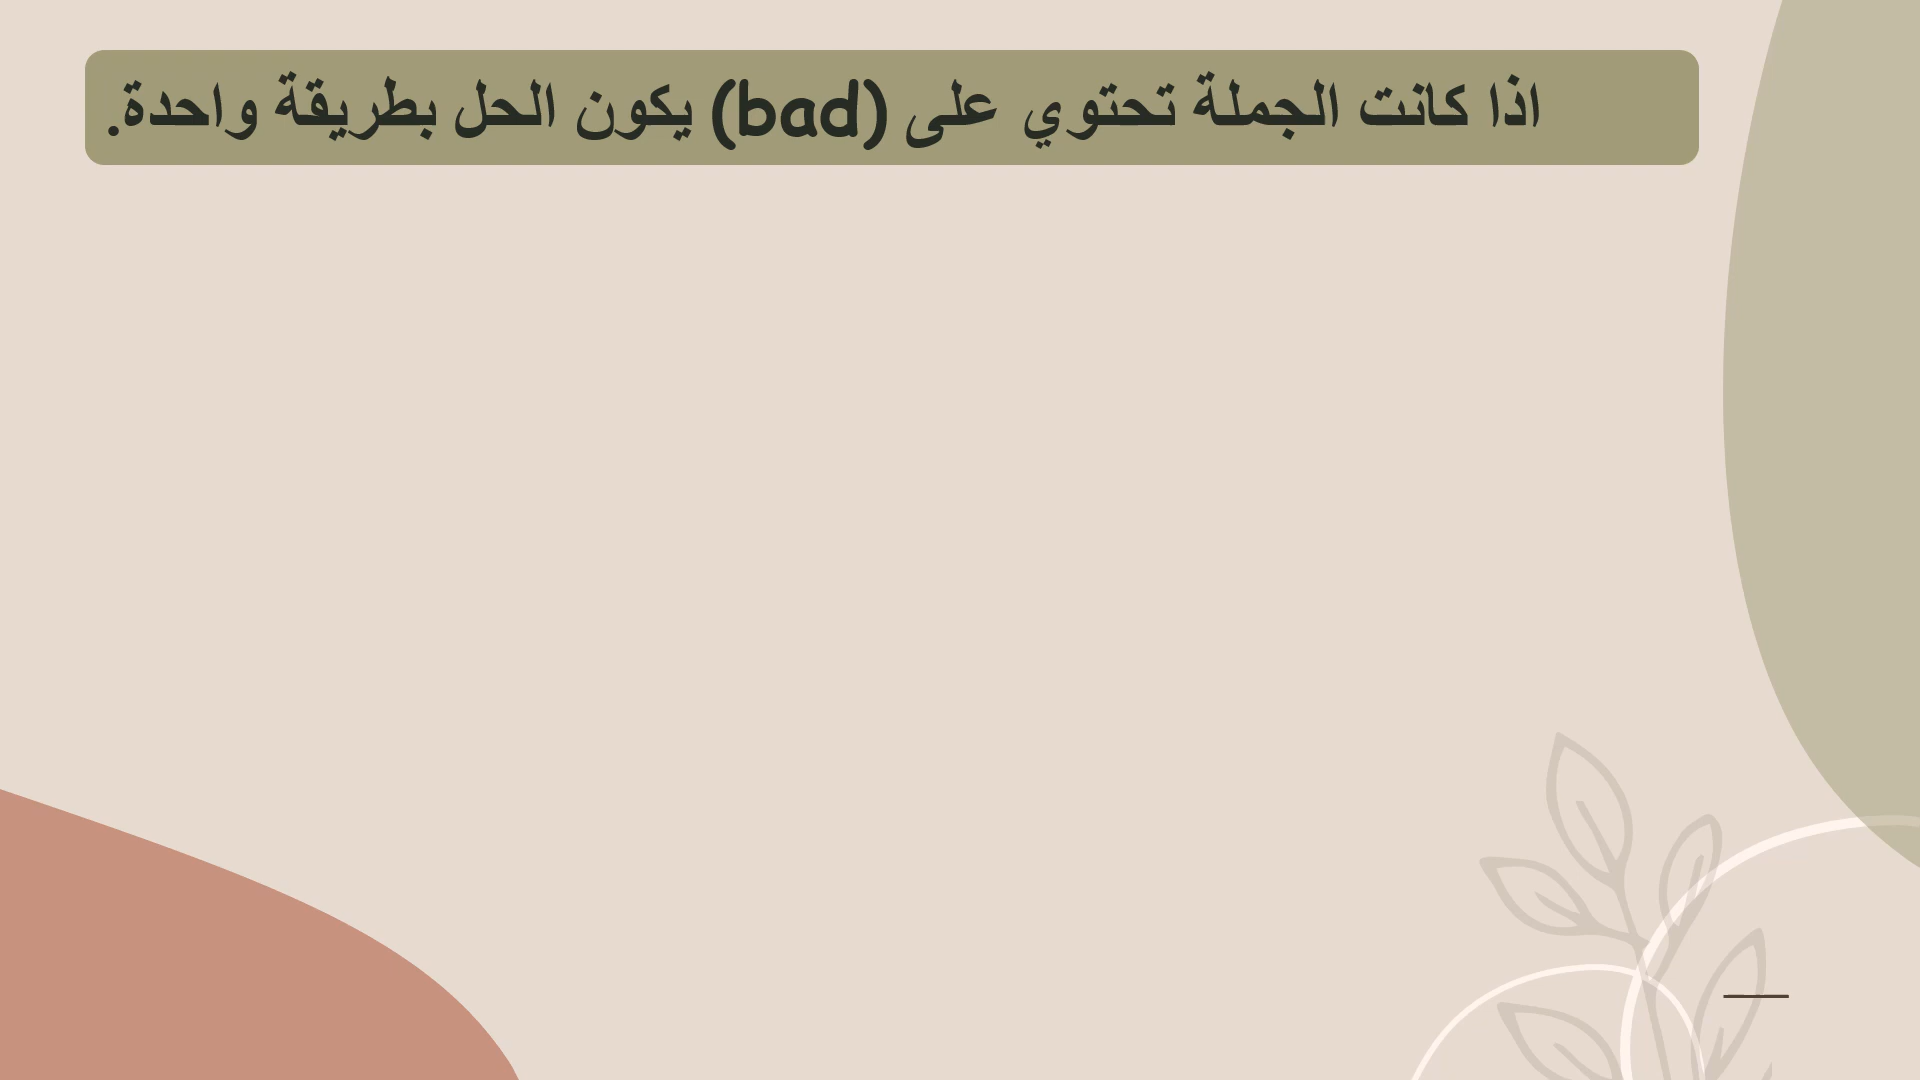 اذا كانت الجملة تحتوي على (bad) يكون الحل بطريقة واحدة.